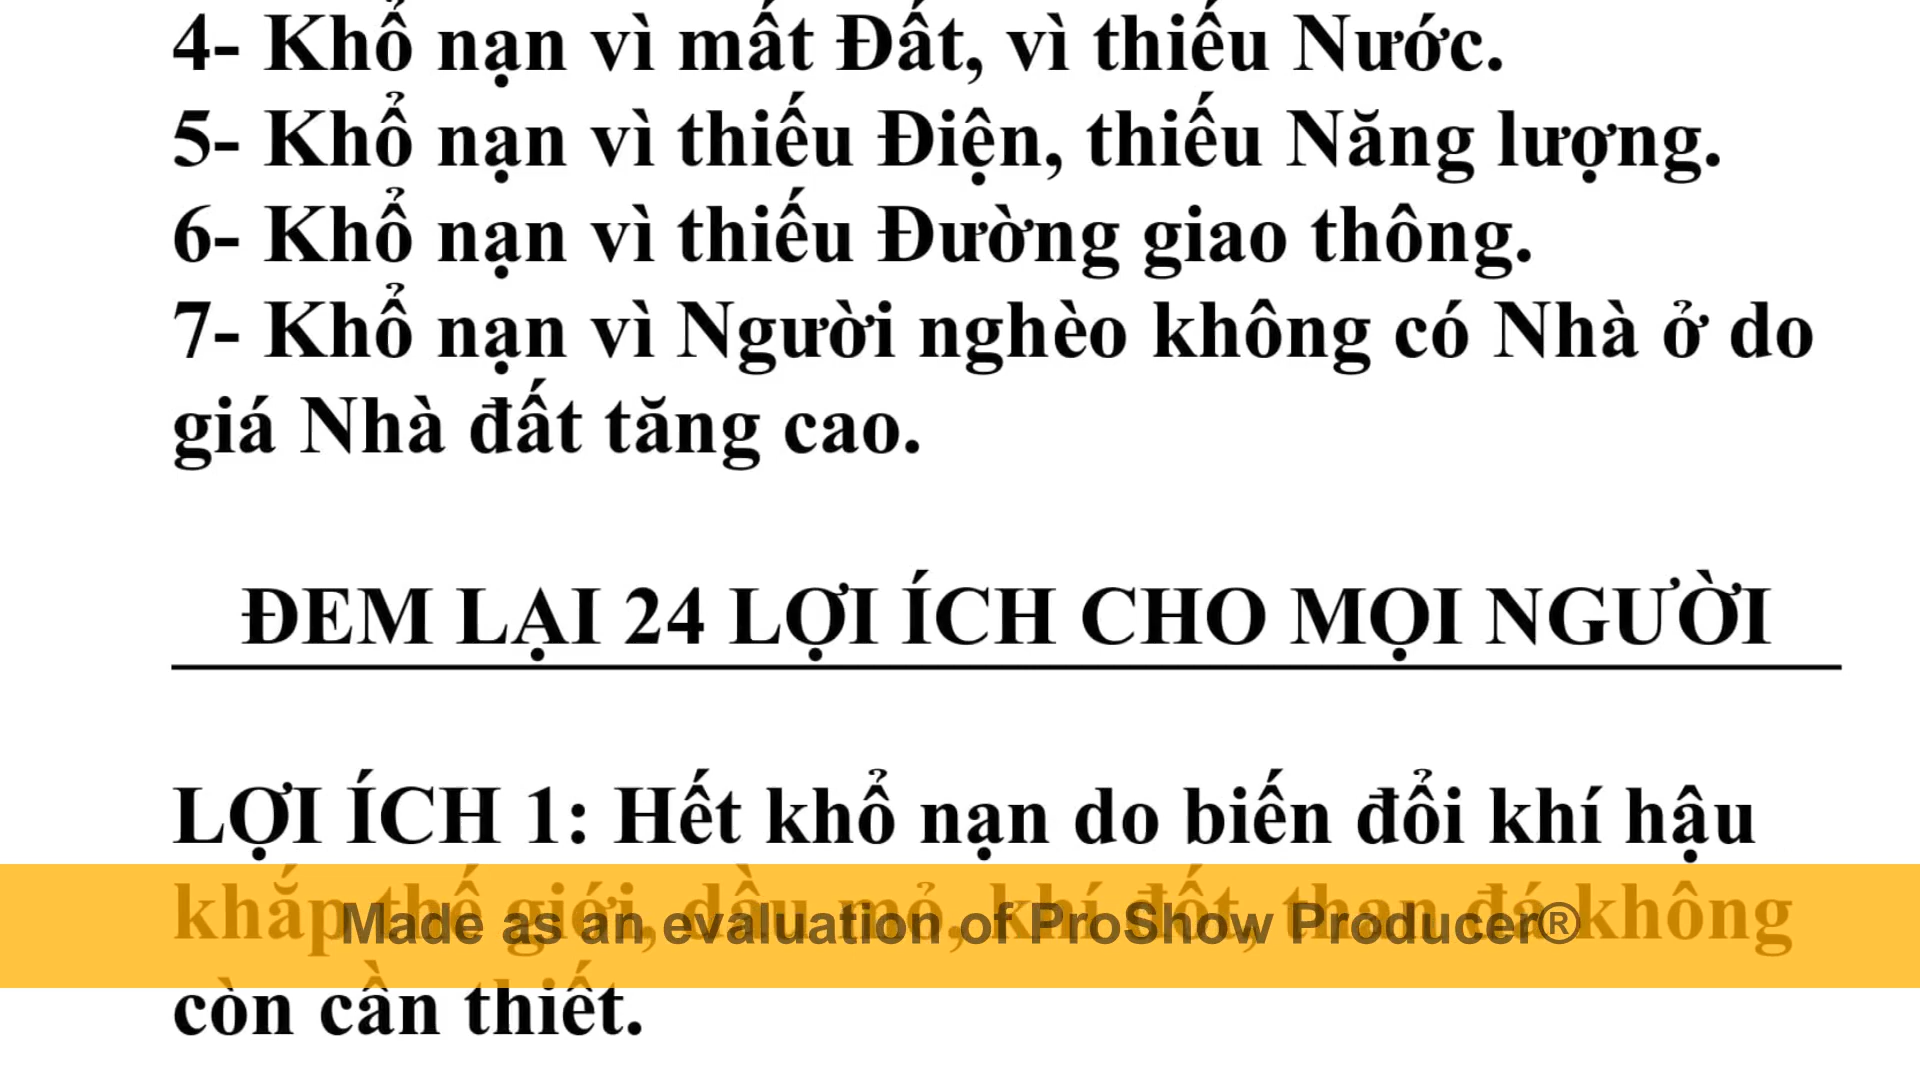 4- Khổ nạn vì mất Đất, vì thiếu Nước.
5- Khổ nạn vì thiếu Điện, thiếu Năng lượng.
6- Khổ nạn vì thiếu Đường giao thông.
7- Khổ nạn vì Người nghèo không có Nhà ở do
giá Nhà đất tăng cao.
ĐEM LẠI 24 LỢI ÍCH CHO MỌI NGƯỜI
LỢI ÍCH 1: Hết khổ nạn do biến đổi khí hậu
khắp thế giới, dầu mỏ, khí đốt, than đá không
Made as an evaluation of ProShow Producer®
còn cần thiết.